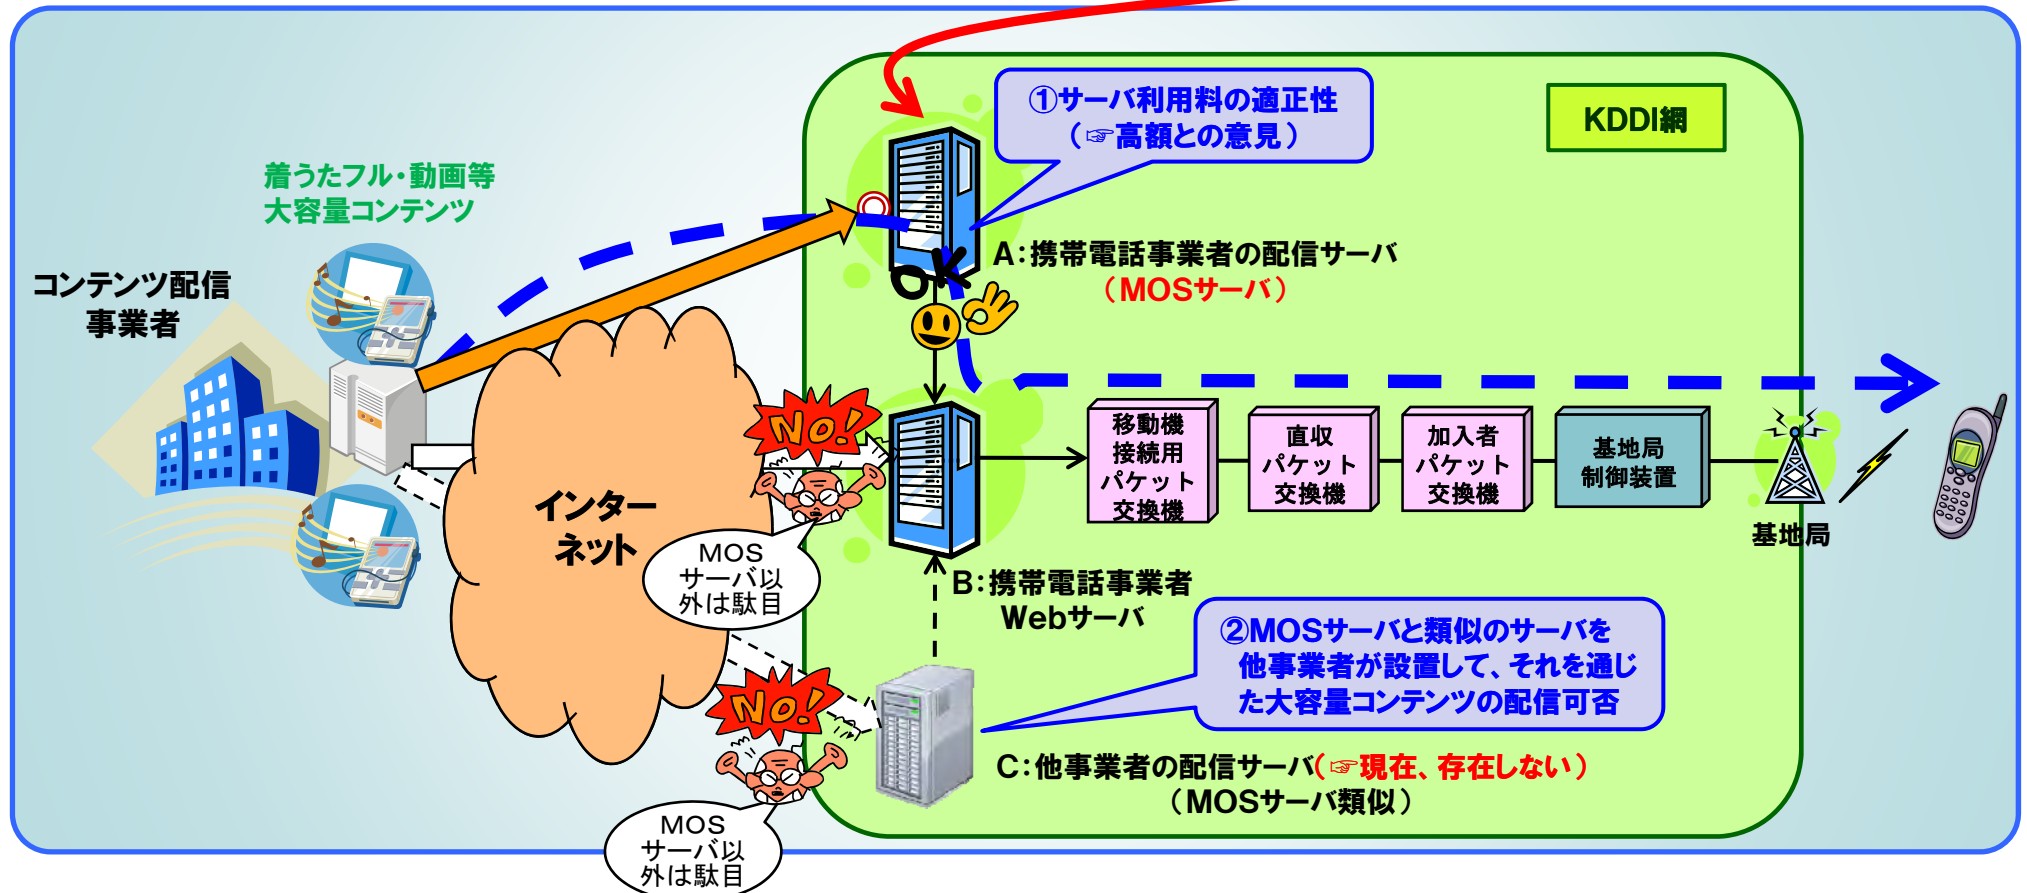 ①サーバ利用料の適正性
（☞高額との意見）
KDDI網
着うたフル・動画等
大容量コンテンツ
コンテンツ配信
事業者
A：携帯電話事業者の配信サーバ
（MOSサーバ）
OK
NO!
移動機
接続用
パケット
交換機
直収
パケット
交換機
加入者
パケット
交換機
基地局
制御装置
基地局
インター
ネット
MOS
サーバ以
外は駄目
B：携帯電話事業者
Webサーバ
②MOSサーバと類似のサーバを
他事業者が設置して、それを通じ
た大容量コンテンツの配信可否
NO!
C：他事業者の配信サーバ（☞現在、存在しない）
（MOSサーバ類似）
MOS
サーバ以
外は駄目